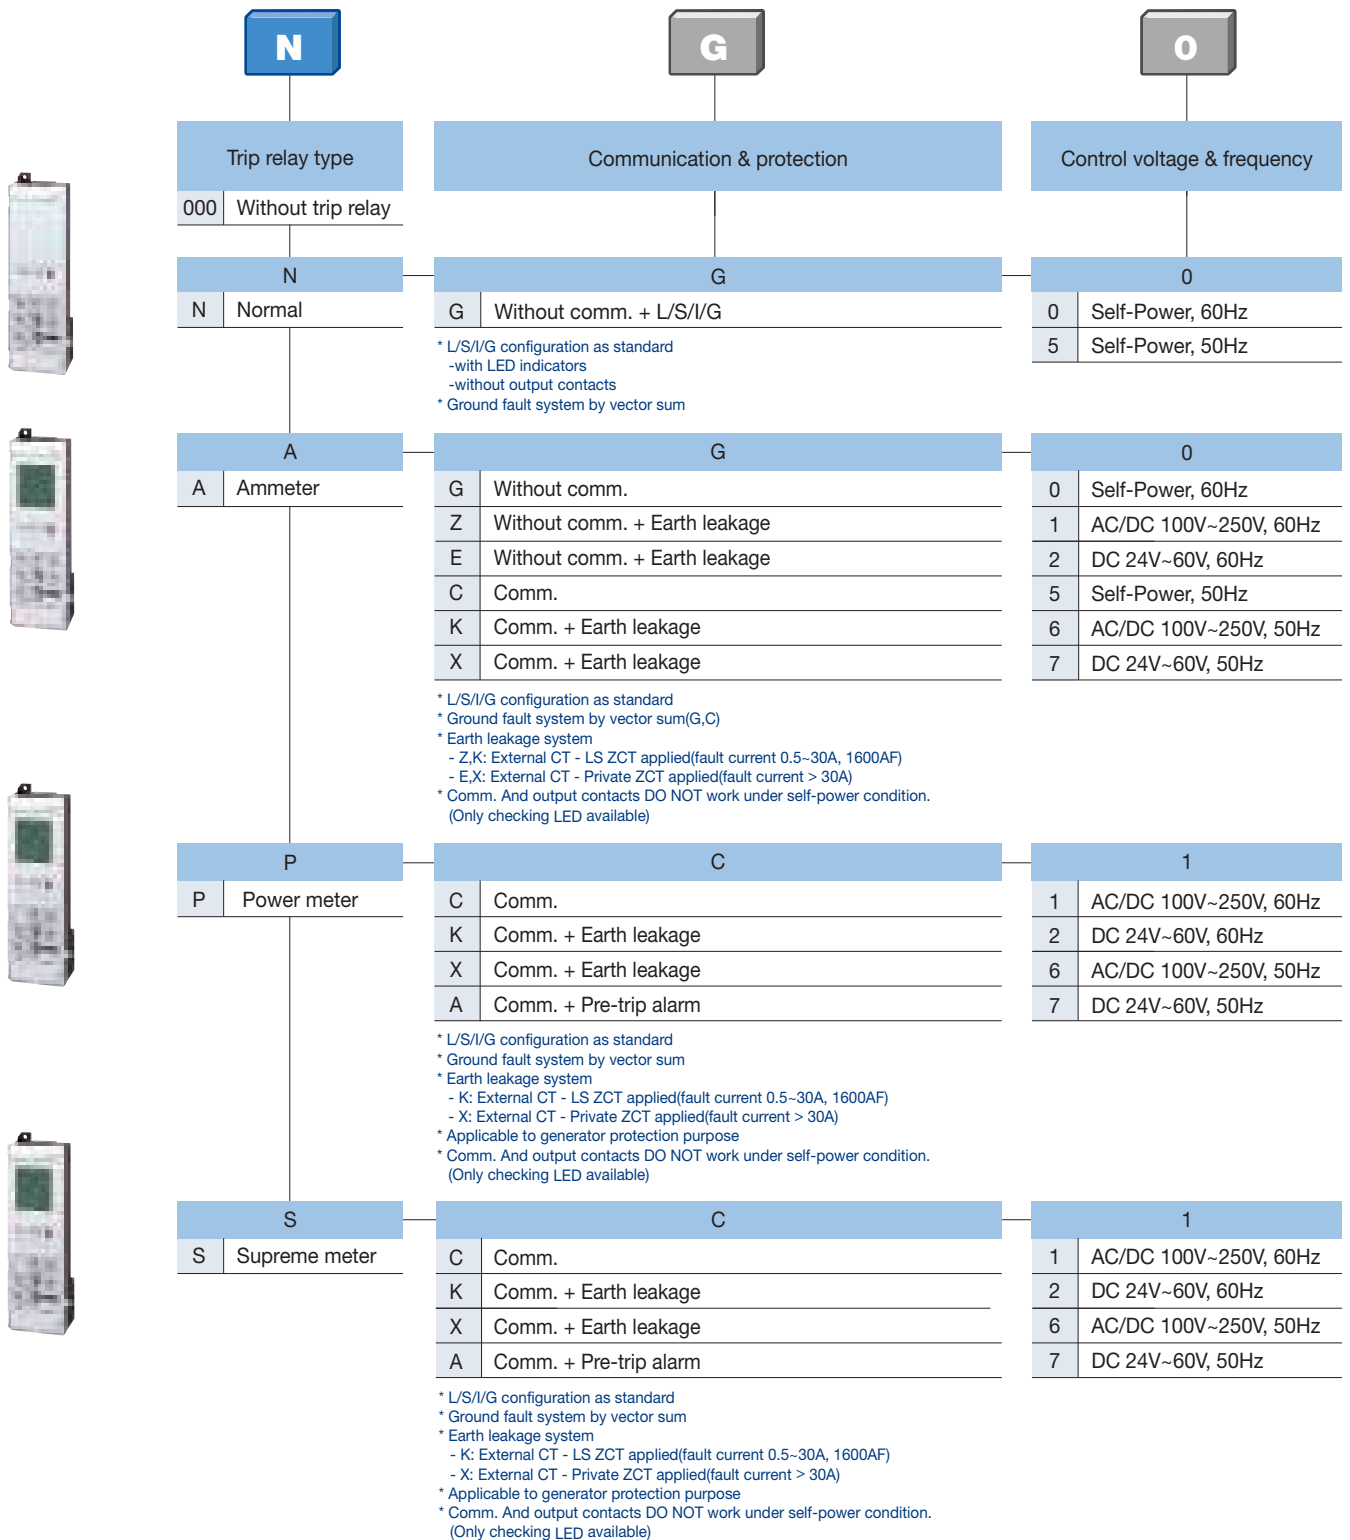 N G 0
Trip relay type Communication & protection Control voltage & frequency
000 Without trip relay
N G 0
N Normal
G Without comm. + L/S/I/G
0 Self-Power, 60Hz
5 Self-Power, 50Hz
* L/S/I/G configuration as standard
-with LED indicators
-without output contacts
* Ground fault system by vector sum
A G 0
A Ammeter
G Without comm.
Z Without comm. + Earth leakage
E Without comm. + Earth leakage
C Comm.
K Comm. + Earth leakage
X Comm. + Earth leakage
0 Self-Power, 60Hz
1 AC/DC 100V~250V, 60Hz
2 DC 24V~60V, 60Hz
5 Self-Power, 50Hz
6 AC/DC 100V~250V, 50Hz
7 DC 24V~60V, 50Hz
* L/S/I/G configuration as standard
* Ground fault system by vector sum(G,C)
* Earth leakage system
- Z,K: External CT - LS ZCT applied(fault current 0.5~30A, 1600AF)
- E,X: External CT - Private ZCT applied(fault current > 30A)
* Comm. And output contacts DO NOT work under self-power condition.
(Only checking LED available)
P C 1
P Power meter
C Comm.
K Comm. + Earth leakage
X Comm. + Earth leakage
A Comm. + Pre-trip alarm
1 AC/DC 100V~250V, 60Hz
2 DC 24V~60V, 60Hz
6 AC/DC 100V~250V, 50Hz
7 DC 24V~60V, 50Hz
* L/S/I/G configuration as standard
* Ground fault system by vector sum
* Earth leakage system
- K: External CT - LS ZCT applied(fault current 0.5~30A, 1600AF)
- X: External CT - Private ZCT applied(fault current > 30A)
* Applicable to generator protection purpose
* Comm. And output contacts DO NOT work under self-power condition.
(Only checking LED available)
S C 1
S Supreme meter
C Comm.
K Comm. + Earth leakage
X Comm. + Earth leakage
A Comm. + Pre-trip alarm
1 AC/DC 100V~250V, 60Hz
2 DC 24V~60V, 60Hz
6 AC/DC 100V~250V, 50Hz
7 DC 24V~60V, 50Hz
* L/S/I/G configuration as standard
* Ground fault system by vector sum
* Earth leakage system
- K: External CT - LS ZCT applied(fault current 0.5~30A, 1600AF)
- X: External CT - Private ZCT applied(fault current > 30A)
* Applicable to generator protection purpose
* Comm. And output contacts DO NOT work under self-power condition.
(Only checking LED available)